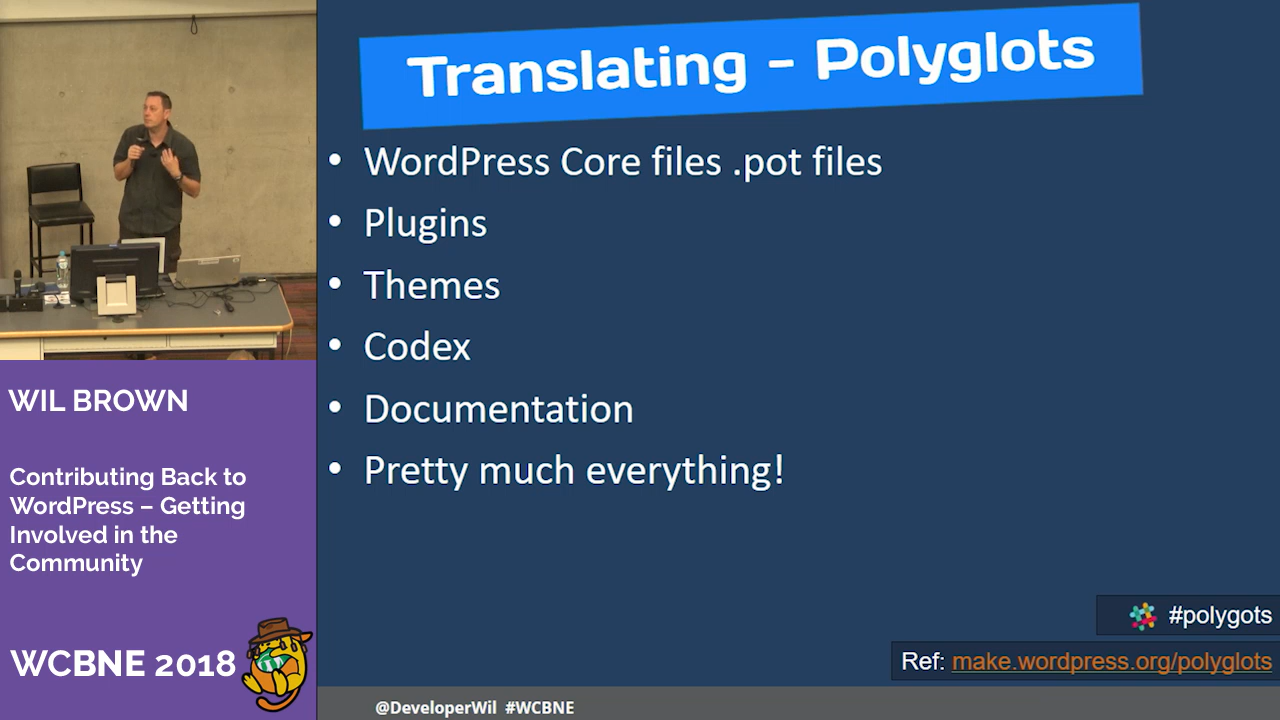 Translating - Polyglots
• WordPress Core files .pot files
• Plugins
• Themes
• Codex
• Documentation
• Pretty much everything!
#polygots
Ref: make.wordpress.org/polyglots
@DeveloperWil #WCBNE
WIL BROWN
Contributing Back to
WordPress – Getting
Involved in the
Community
WCBNE 2018